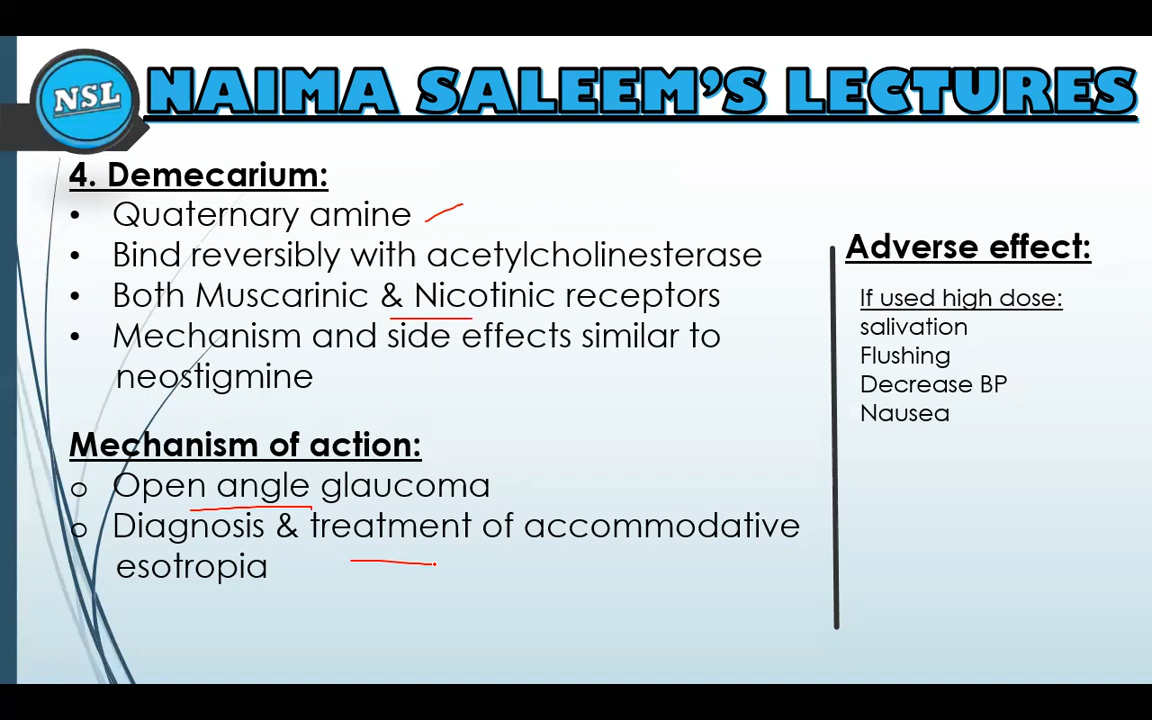 NSL
NAIMA SALEEM'S LECTURES
4. Demecarium:
• Quaternary amine
• Bind reversibly with acetylcholinesterase
• Both Muscarinic & Nicotinic receptors
• Mechanism and side effects similar to
neostigmine
Mechanism of action:
o Open angle glaucoma
o Diagnosis & treatment of accommodative
esotropia
Adverse effect:
If used high dose:
salivation
Flushing
Decrease BP
Nausea